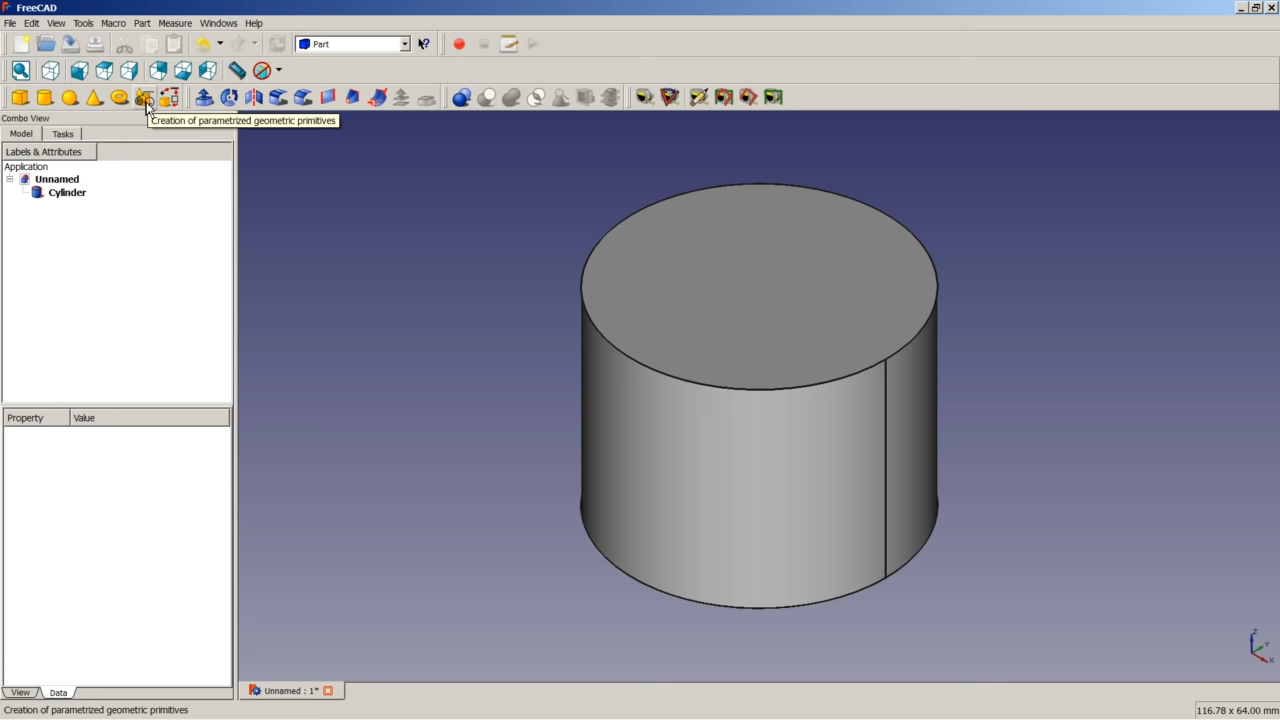 FreeCAD
File Edit View Tools Macro Part Measure Windows Help
Part
Creation of parametrized geometric primitives
Combo View
Model Tasks
Labels & Attributes
Application
Unnamed
Cylinder
Property Value
View Data
Unnamed : 1*
Z
Y
X
Creation of parametrized geometric primitives
116.78 x 64.00 mm